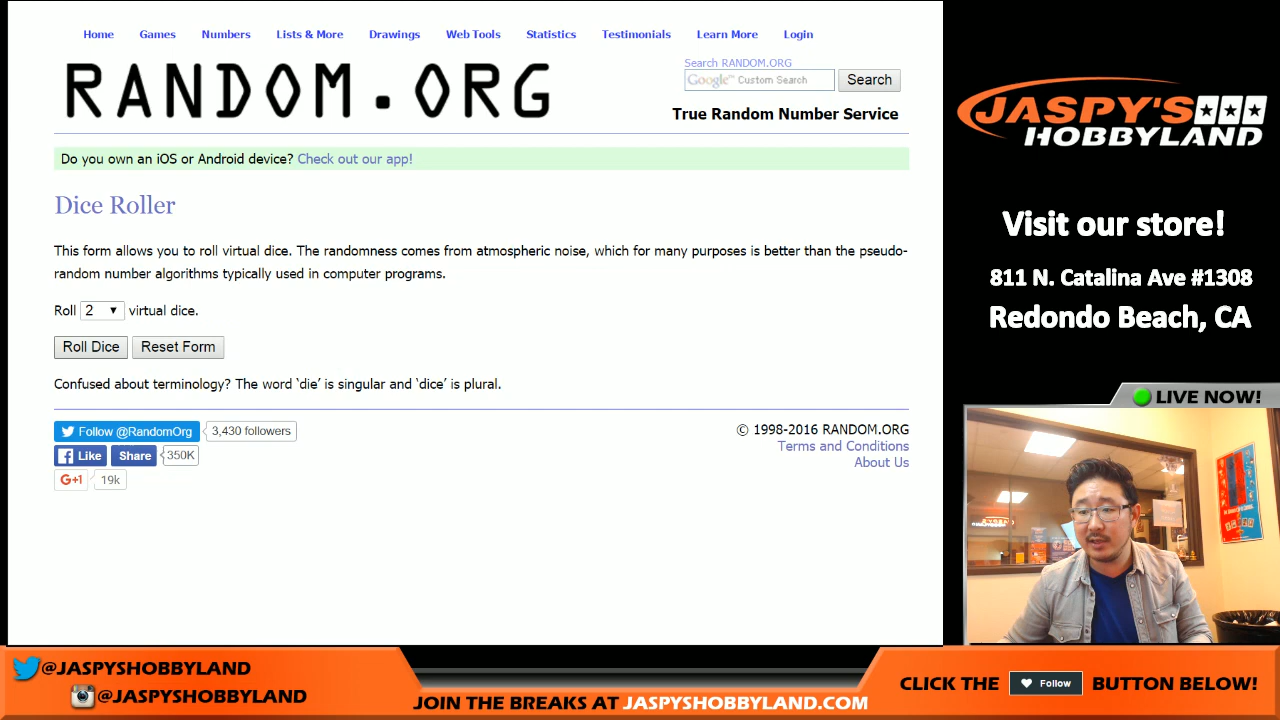 Home Games Numbers Lists & More Drawings Web Tools Statistics Testimonials Learn More Login
RANDOM.ORG
Search RANDOM.ORG
Google™ Custom Search Search
True Random Number Service
Do you own an iOS or Android device? Check out our app!
Dice Roller
This form allows you to roll virtual dice. The randomness comes from atmospheric noise, which for many purposes is better than the pseudo-
random number algorithms typically used in computer programs.
Roll 2 virtual dice.
Roll Dice Reset Form
Confused about terminology? The word ‘die’ is singular and ‘dice’ is plural.
Follow @RandomOrg 3,430 followers
Like Share 350K
G+1 19k
© 1998-2016 RANDOM.ORG
Terms and Conditions
About Us
JASPY'S
HOBBYLAND
Visit our store!
811 N. Catalina Ave #1308
Redondo Beach, CA
LIVE NOW!
@JASPYSHOBBYLAND
@JASPYSHOBBYLAND
JOIN THE BREAKS AT JASPYSHOBBYLAND.COM
CLICK THE Follow BUTTON BELOW!